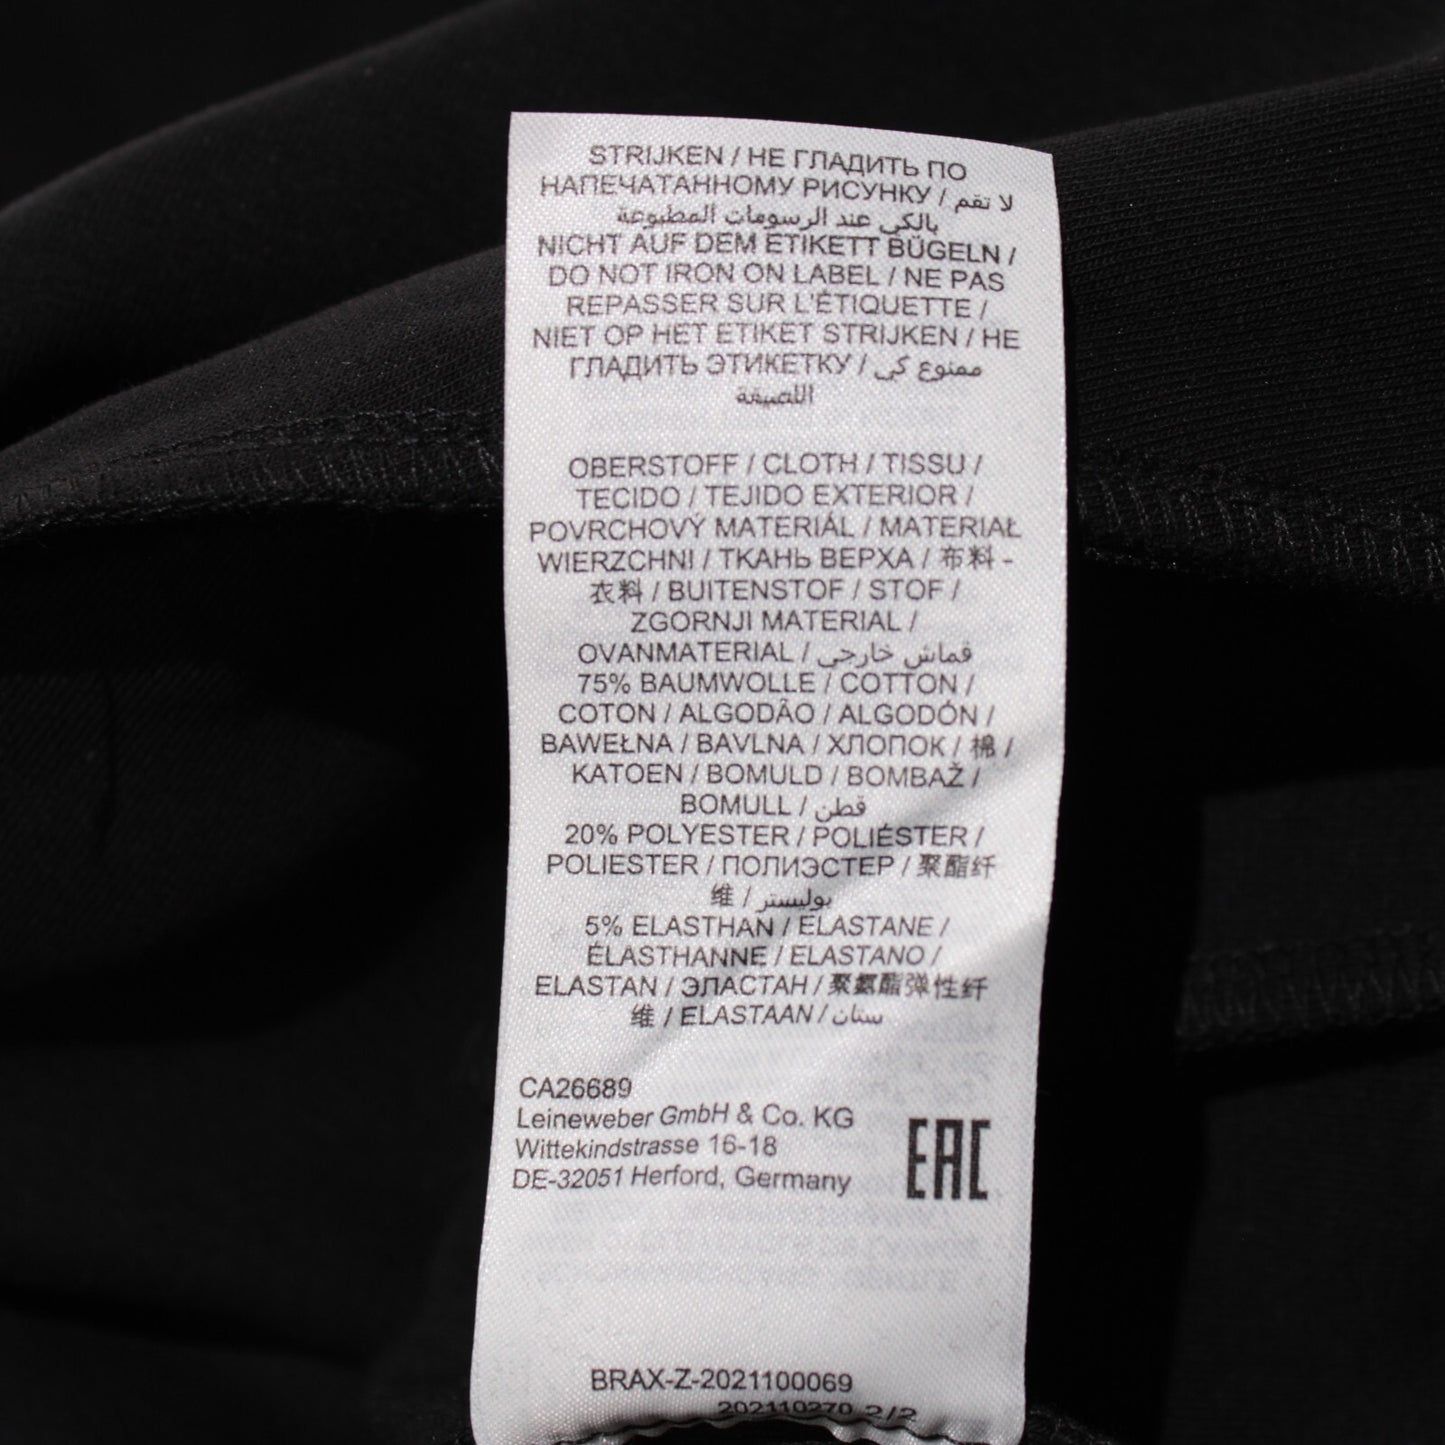 STRIJKEN / НЕ ГЛАДИТЬ ПО
НАПЕЧАТАННОМУ РИСУНКУ / لا تقم
بالكي عند الرسومات المطبوعة
NICHT AUF DEM ETIKETT BÜGELN /
DO NOT IRON ON LABEL / NE PAS
REPASSER SUR L'ÉTIQUETTE /
NIET OP HET ETIKET STRIJKEN / НЕ
ГЛАДИТЬ ЭТИКЕТКУ / ممنوع كي
اللصيقة
OBERSTOFF / CLOTH / TISSU /
TECIDO / TEJIDO EXTERIOR /
POVRCHOVÝ MATERIÁL / MATERIAŁ
WIERZCHNI / ТКАНЬ ВЕРХА / 布料 -
衣料 / BUITENSTOF / STOF /
ZGORNJI MATERIAL /
OVANMATERIAL / قماش خارجي
75% BAUMWOLLE / COTTON /
COTON / ALGODÃO / ALGODÓN /
BAWEŁNA / BAVLNA / ХЛОПОК / 棉 /
KATOEN / BOMULD / BOMBAŽ /
BOMULL / قطن
20% POLYESTER / POLIÉSTER /
POLIESTER / ПОЛИЭСТЕР / 聚酯纤
维 / بوليستر
5% ELASTHAN / ELASTANE /
ÉLASTHANNE / ELASTANO /
ELASTAN / ЭЛАСТАН / 聚氨酯弹性纤
维 / ELASTAAN / ستان
CA26689
Leineweber GmbH & Co. KG
Wittekindstrasse 16-18
DE-32051 Herford, Germany
EAC
BRAX-Z-2021100069
202110270 2/2